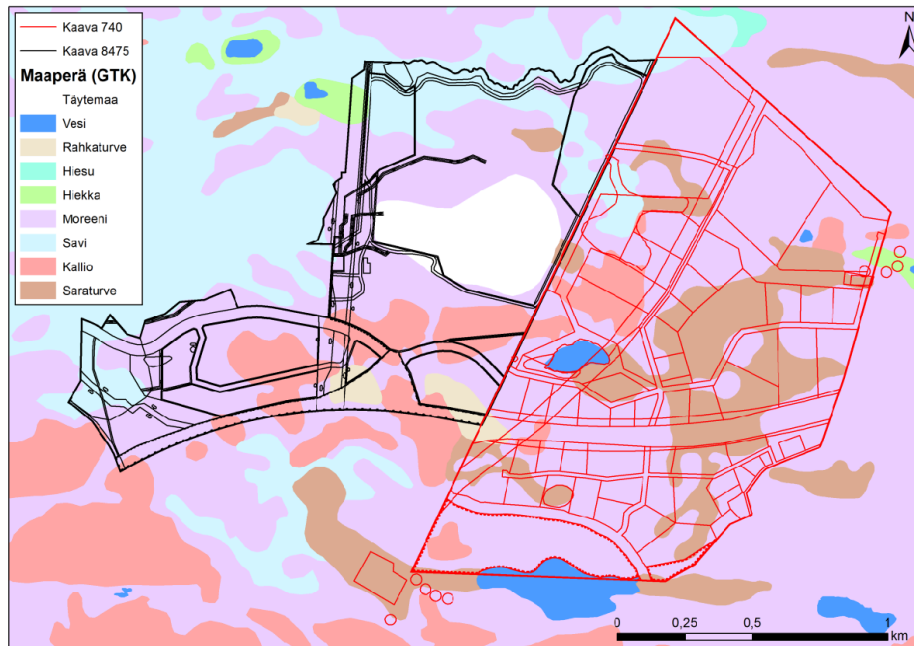 Kaava 740
Kaava 8475
Maaperä (GTK)
Täytemaa
Vesi
Rahkaturve
Hiesu
Hiekka
Moreeni
Savi
Kallio
Saraturve
N
0 0,25 0,5 1
km